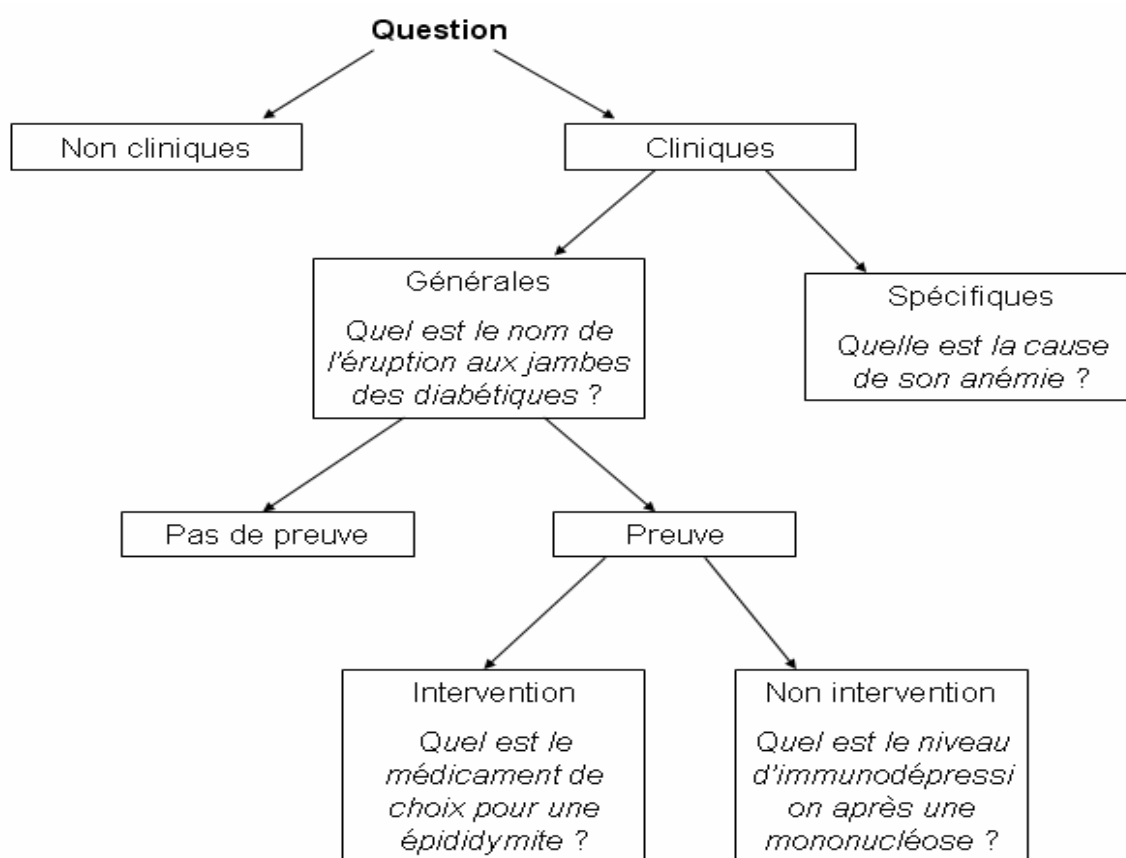 Question
Non cliniques
Cliniques
Générales
Quel est le nom de
l'éruption aux jambes
des diabétiques ?
Spécifiques
Quelle est la cause
de son anémie ?
Pas de preuve
Preuve
Intervention
Quel est le
médicament de
choix pour une
épididymite ?
Non intervention
Quel est le niveau
d'immunodépressi
on après une
mononucléose ?